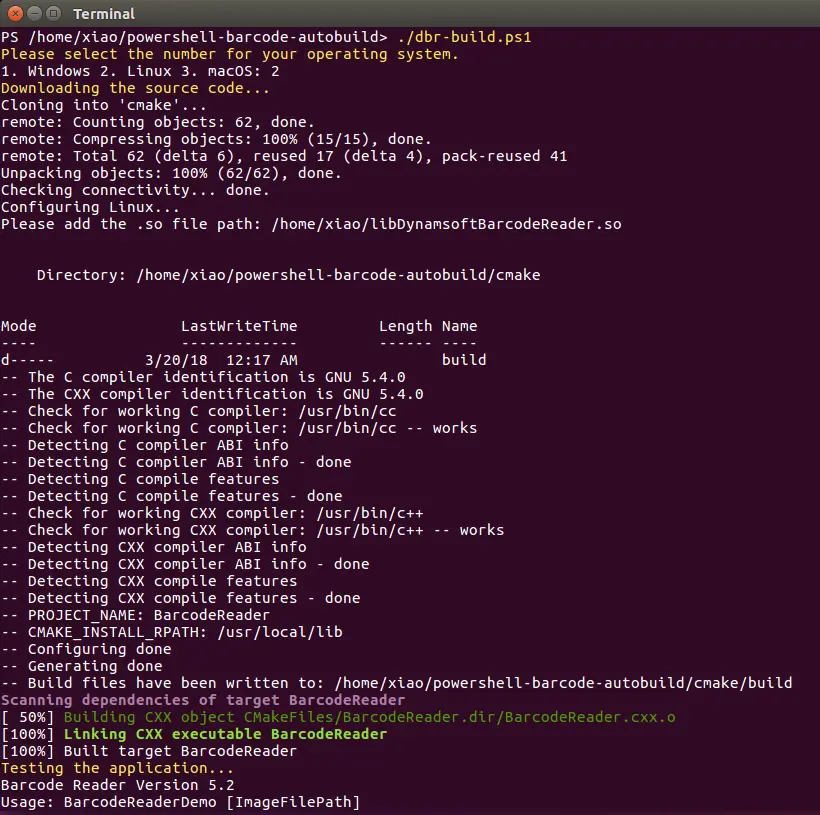 Terminal
PS /home/xiao/powershell-barcode-autobuild> ./dbr-build.ps1
Please select the number for your operating system.
1. Windows 2. Linux 3. macOS: 2
Downloading the source code...
Cloning into 'cmake'...
remote: Counting objects: 62, done.
remote: Compressing objects: 100% (15/15), done.
remote: Total 62 (delta 6), reused 17 (delta 4), pack-reused 41
Unpacking objects: 100% (62/62), done.
Checking connectivity... done.
Configuring Linux...
Please add the .so file path: /home/xiao/libDynamsoftBarcodeReader.so
Directory: /home/xiao/powershell-barcode-autobuild/cmake
Mode LastWriteTime Length Name
---- ------------- ------ ----
d----- 3/20/18 12:17 AM build
-- The C compiler identification is GNU 5.4.0
-- The CXX compiler identification is GNU 5.4.0
-- Check for working C compiler: /usr/bin/cc
-- Check for working C compiler: /usr/bin/cc -- works
-- Detecting C compiler ABI info
-- Detecting C compiler ABI info - done
-- Detecting C compile features
-- Detecting C compile features - done
-- Check for working CXX compiler: /usr/bin/c++
-- Check for working CXX compiler: /usr/bin/c++ -- works
-- Detecting CXX compiler ABI info
-- Detecting CXX compiler ABI info - done
-- Detecting CXX compile features
-- Detecting CXX compile features - done
-- PROJECT_NAME: BarcodeReader
-- CMAKE_INSTALL_RPATH: /usr/local/lib
-- Configuring done
-- Generating done
-- Build files have been written to: /home/xiao/powershell-barcode-autobuild/cmake/build
Scanning dependencies of target BarcodeReader
[ 50%] Building CXX object CMakeFiles/BarcodeReader.dir/BarcodeReader.cxx.o
[100%] Linking CXX executable BarcodeReader
[100%] Built target BarcodeReader
Testing the application...
Barcode Reader Version 5.2
Usage: BarcodeReaderDemo [ImageFilePath]